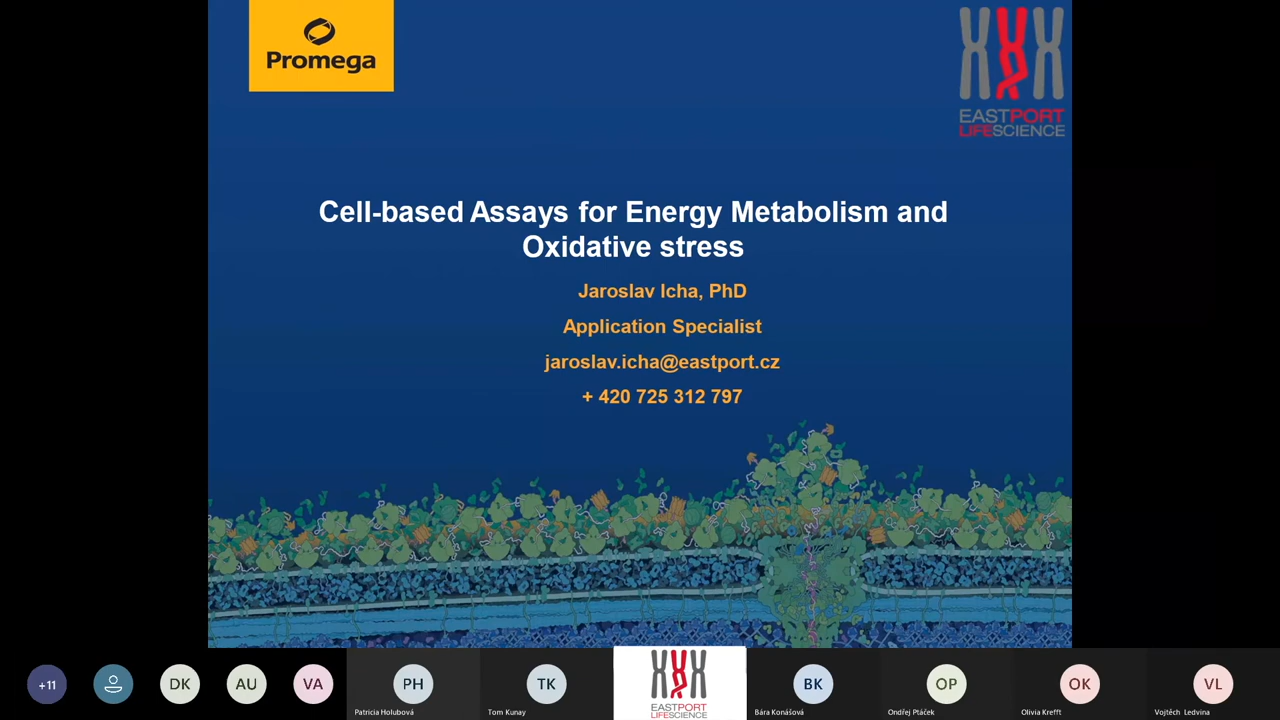 Promega
EASTPORT
LIFESCIENCE
Cell-based Assays for Energy Metabolism and
Oxidative stress
Jaroslav Icha, PhD
Application Specialist
jaroslav.icha@eastport.cz
+ 420 725 312 797
+11
DK
AU
VA
PH
Patricia Holubová
TK
Tom Kunay
EASTPORT
LIFESCIENCE
BK
Bára Konášová
OP
Ondřej Ptáček
OK
Olivia Krefft
VL
Vojtěch Ledvina